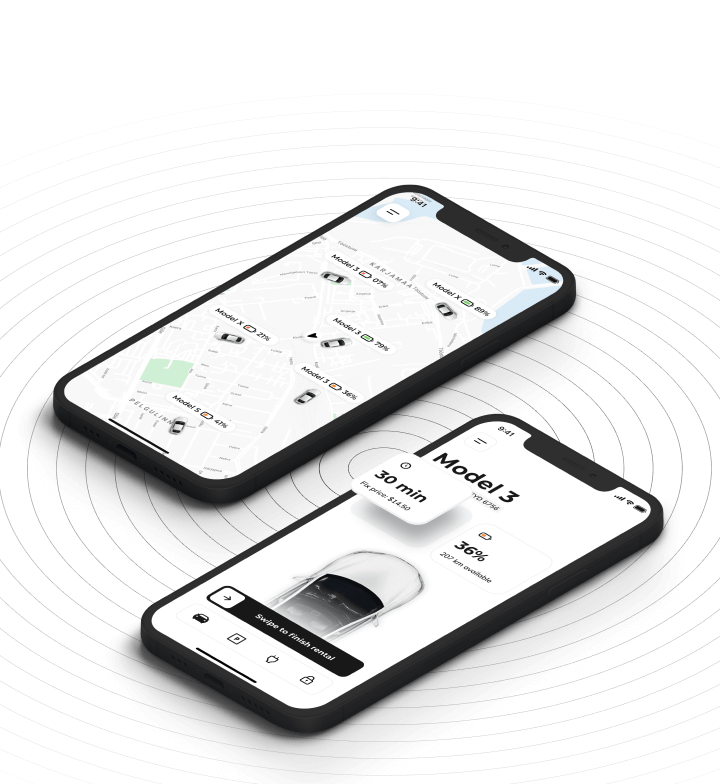 9:41
KARJAMAA
Model 3 07%
Model X 89%
Model X 21%
Model 3 79%
Model 3 36%
Model S 47%
PELGULINN
9:41
Model 3
30 min
Fix price: $14.50
6756
36%
207 km available
Swipe to finish rental
P